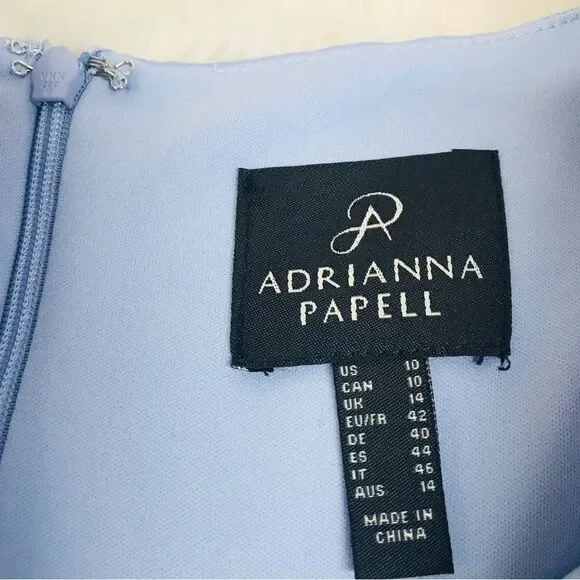 ADRIANNA
PAPELL
US 10
CAN 10
UK 14
EU/FR 42
DE 40
ES 44
IT 46
AUS 14
MADE IN
CHINA